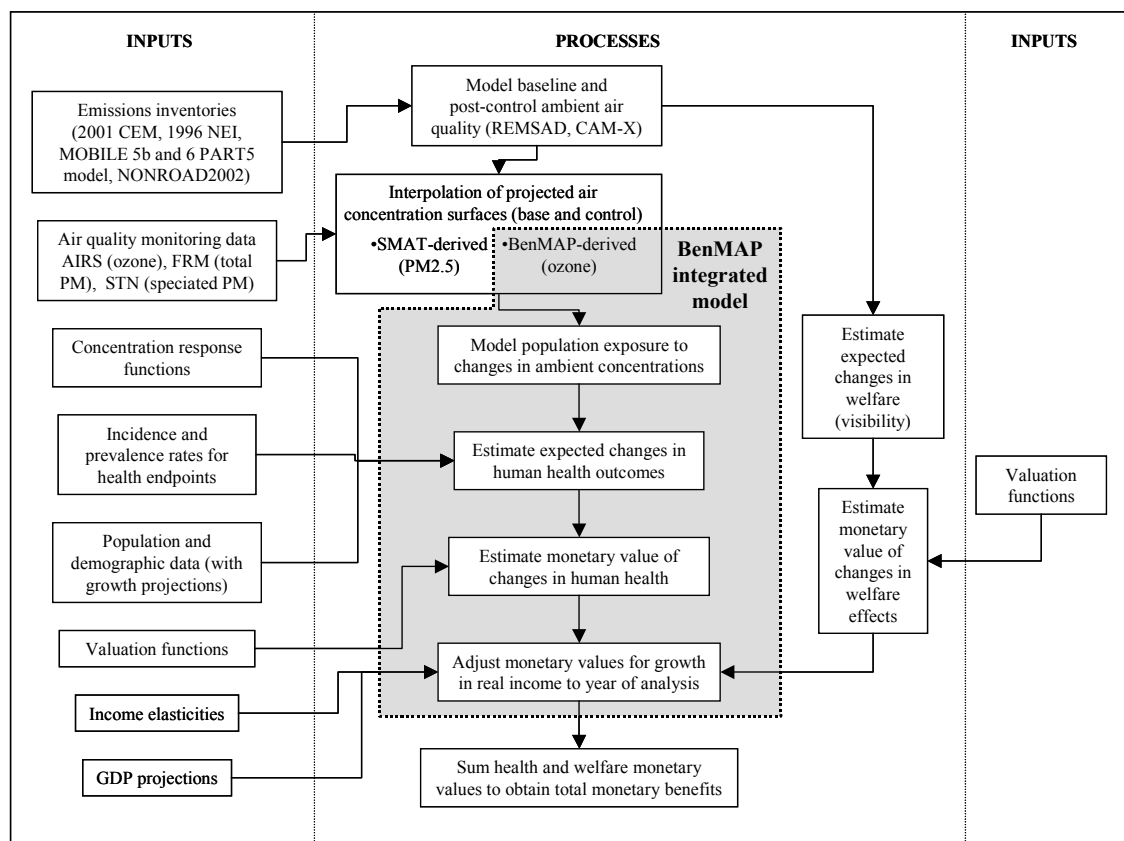 INPUTS
PROCESSES
INPUTS
Emissions inventories
(2001 CEM, 1996 NEI,
MOBILE 5b and 6 PART5
model, NONROAD2002)
Model baseline and
post-control ambient air
quality (REMSAD, CAM-X)
Air quality monitoring data
AIRS (ozone), FRM (total
PM), STN (speciated PM)
Interpolation of projected air
concentration surfaces (base and control)
•SMAT-derived
(PM2.5)
•BenMAP-derived
(ozone)
BenMAP
integrated
model
Concentration response
functions
Model population exposure to
changes in ambient concentrations
Estimate
expected
changes in
welfare
(visibility)
Incidence and
prevalence rates for
health endpoints
Estimate expected changes in
human health outcomes
Valuation
functions
Population and
demographic data (with
growth projections)
Estimate monetary value of
changes in human health
Estimate
monetary
value of
changes in
welfare
effects
Valuation functions
Adjust monetary values for growth
in real income to year of analysis
Income elasticities
GDP projections
Sum health and welfare monetary
values to obtain total monetary benefits